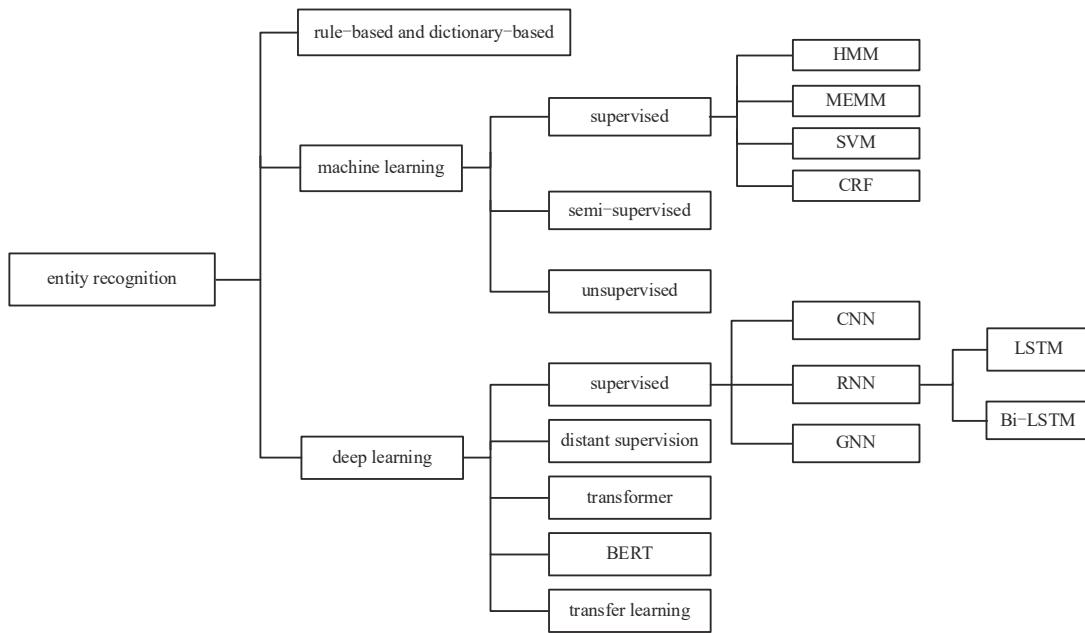 rule-based and dictionary-based
HMM
MEMM
supervised
SVM
machine learning
CRF
semi-supervised
entity recognition
unsupervised
CNN
LSTM
supervised
RNN
Bi-LSTM
distant supervision
GNN
deep learning
transformer
BERT
transfer learning